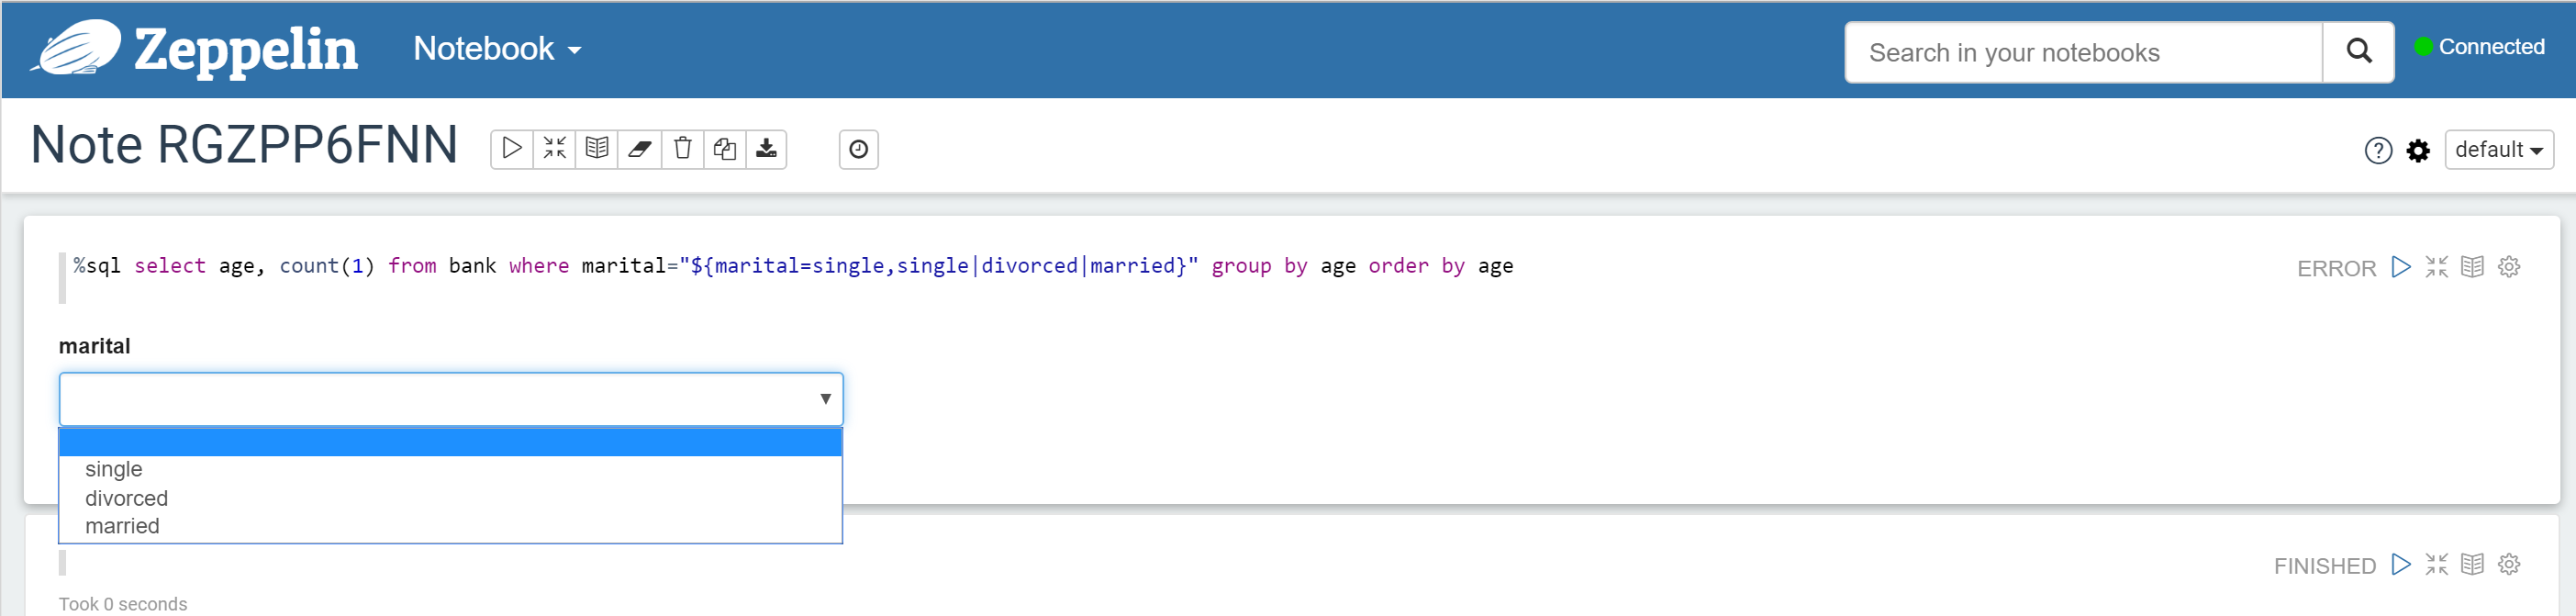 Zeppelin Notebook Search in your notebooks Connected
Note RGZPP6FNN default
%sql select age, count(1) from bank where marital="${marital=single,single|divorced|married}" group by age order by age ERROR
marital
single
divorced
married
FINISHED
Took 0 seconds